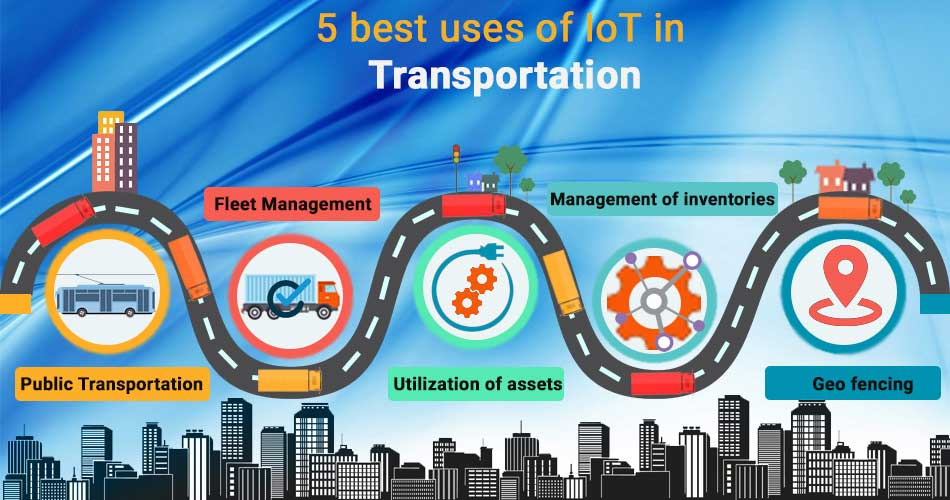 5 best uses of IoT in
Transportation
Fleet Management
Management of inventories
Public Transportation
Utilization of assets
Geo fencing